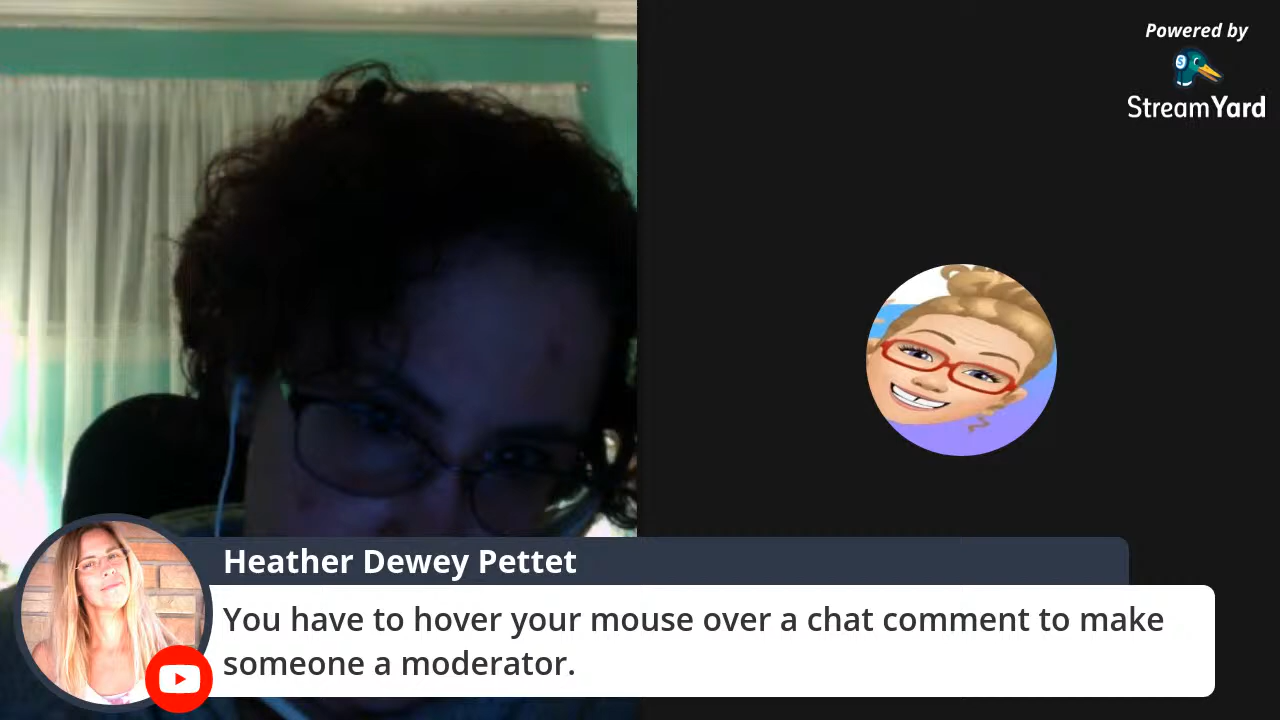 Powered by
StreamYard
Heather Dewey Pettet
You have to hover your mouse over a chat comment to make
someone a moderator.